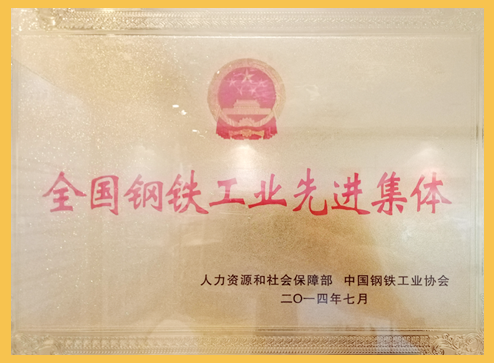 全国钢铁工业先进集体
人力资源和社会保障部 中国钢铁工业协会
二〇一四年七月